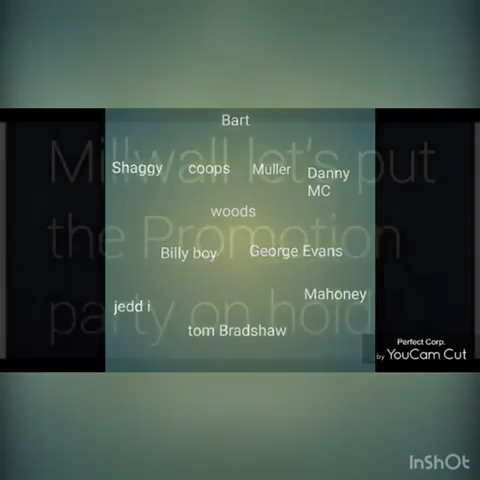 Bart
Millwall let's put
Shaggy coops Muller Danny
MC
woods
the Promotion
Billy boy George Evans
party on hold
jedd i Mahoney
tom Bradshaw
Perfect Corp.
by YouCam Cut
InShOt